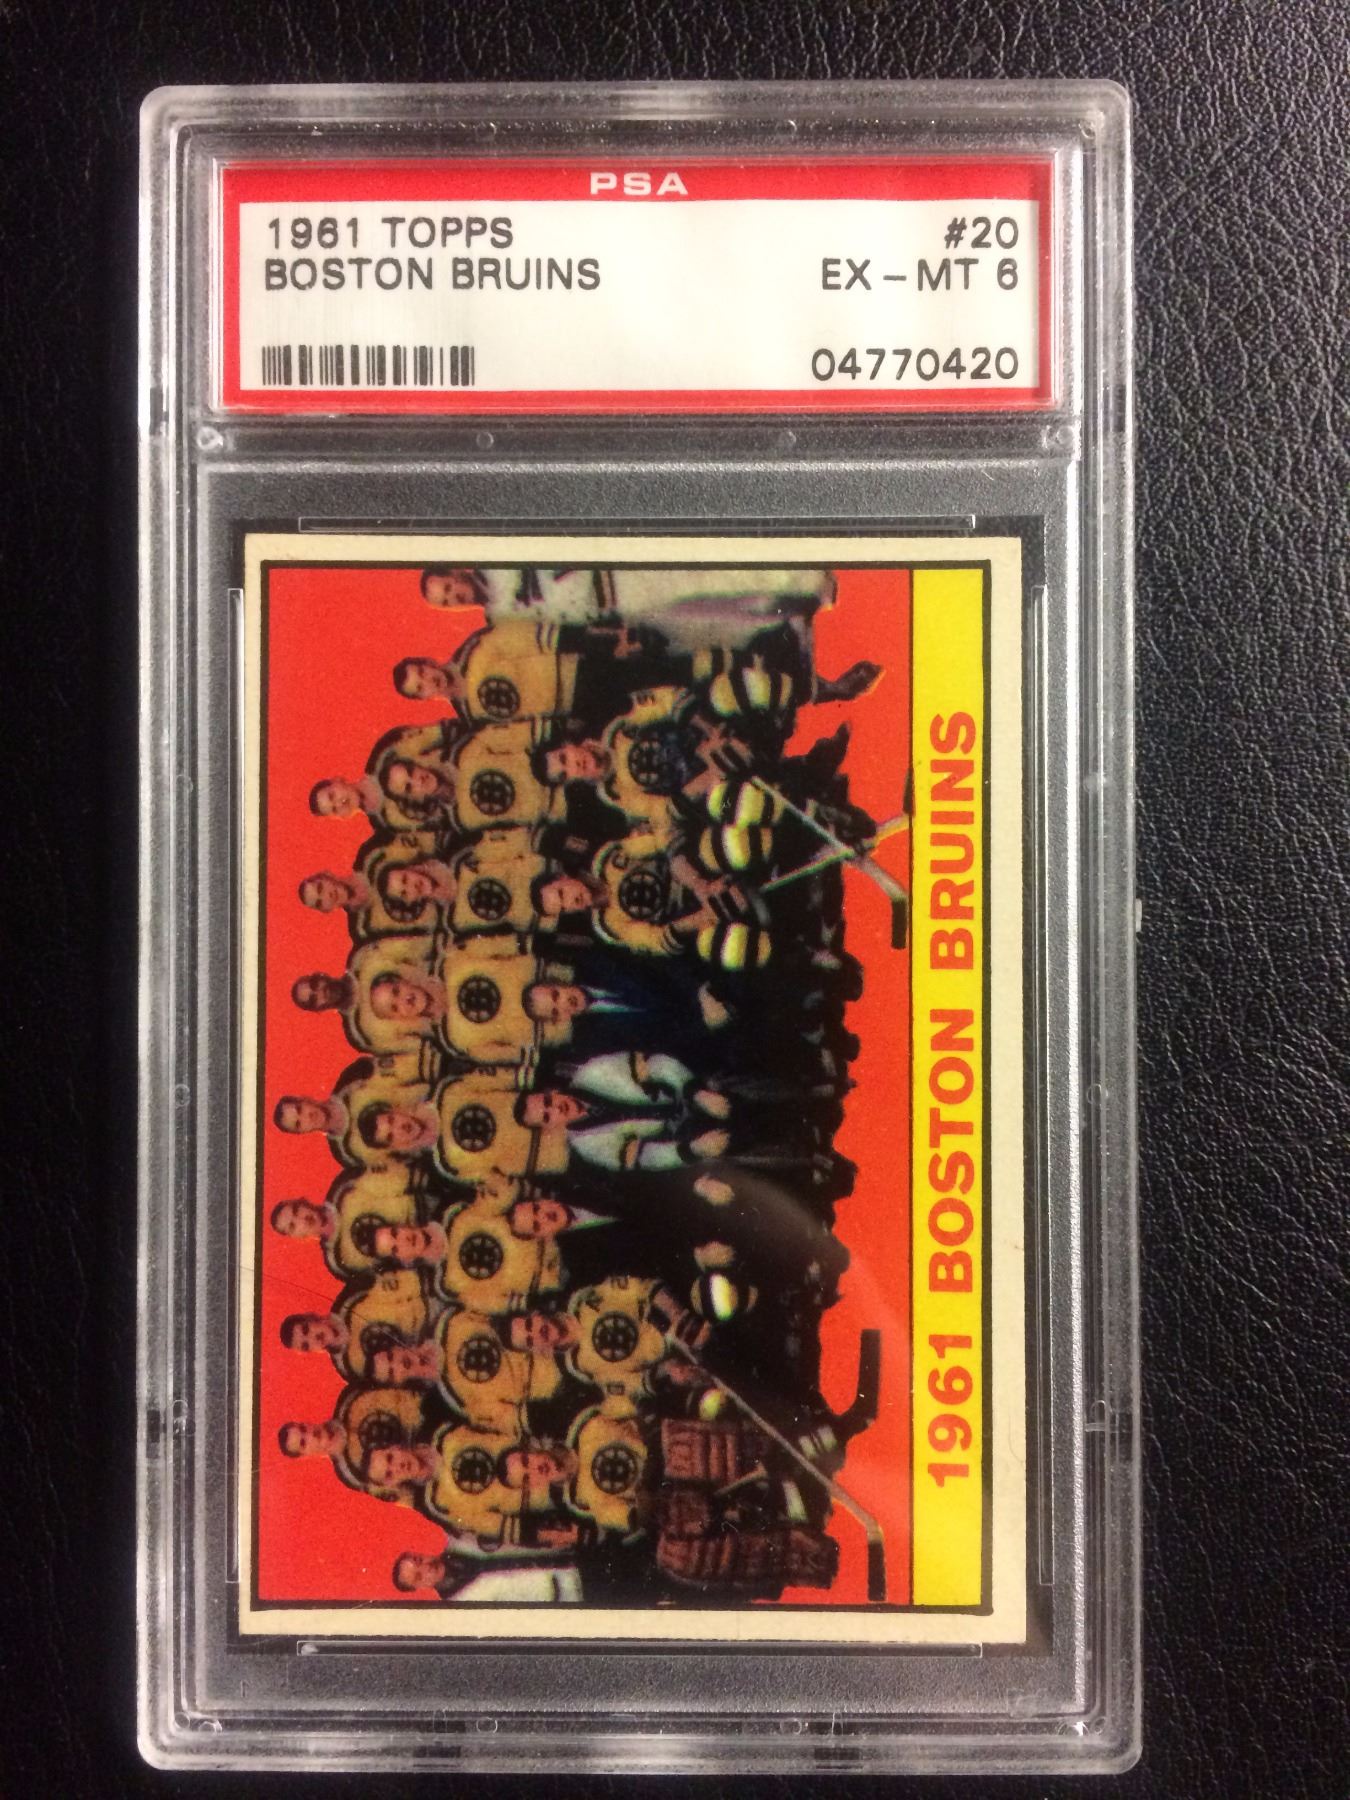 PSA
1961 TOPPS #20
BOSTON BRUINS EX-MT 6
04770420
1961 BOSTON BRUINS